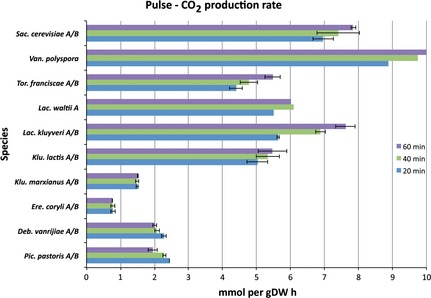 Pulse - CO₂ production rate
Species
Sac. cerevisiae A/B
Van. polyspora
Tor. franciscae A/B
Lac. waltii A
Lac. kluyveri A/B
Klu. lactis A/B
Klu. marxianus A/B
Ere. coryli A/B
Deb. vanrijiae A/B
Pic. pastoris A/B
60 min
40 min
20 min
0 1 2 3 4 5 6 7 8 9 10
mmol per gDW h